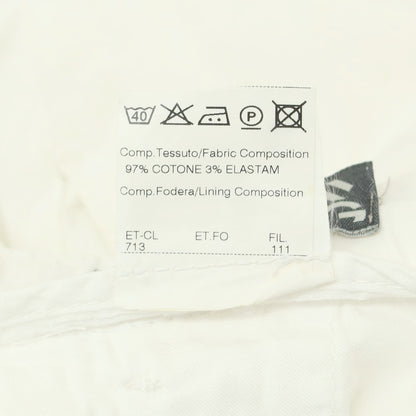 40
P
Comp.Tessuto/Fabric Composition
97% COTONE 3% ELASTAM
Comp.Fodera/Lining Composition
ET-CL ET.FO FIL.
713 111